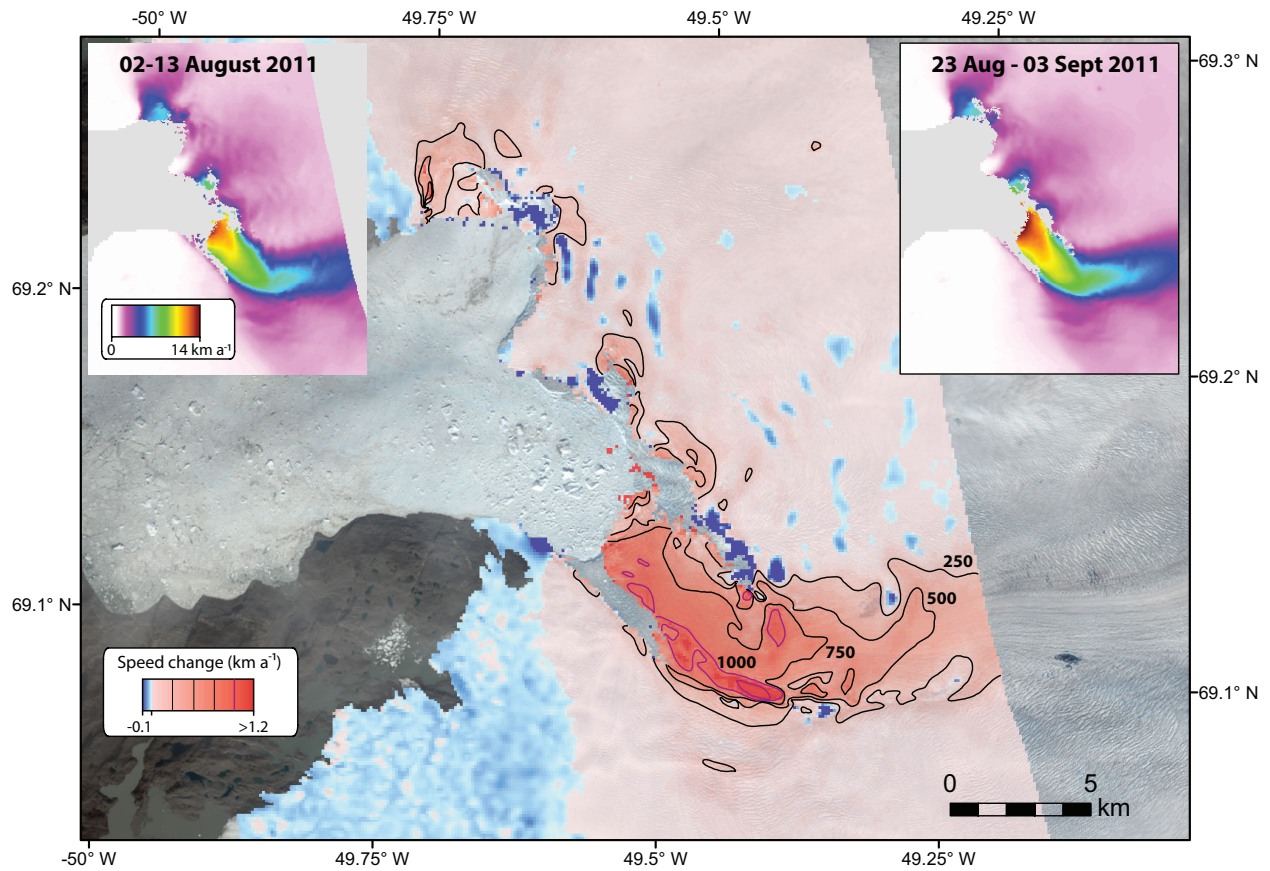 -50° W
49.75° W
49.5° W
49.25° W
02-13 August 2011
23 Aug - 03 Sept 2011
69.3° N
69.2° N
0
14 km a-1
69.2° N
250
500
69.1° N
750
1000
Speed change (km a-1)
-0.1
>1.2
69.1° N
0
5
km
-50° W
49.75° W
49.5° W
49.25° W